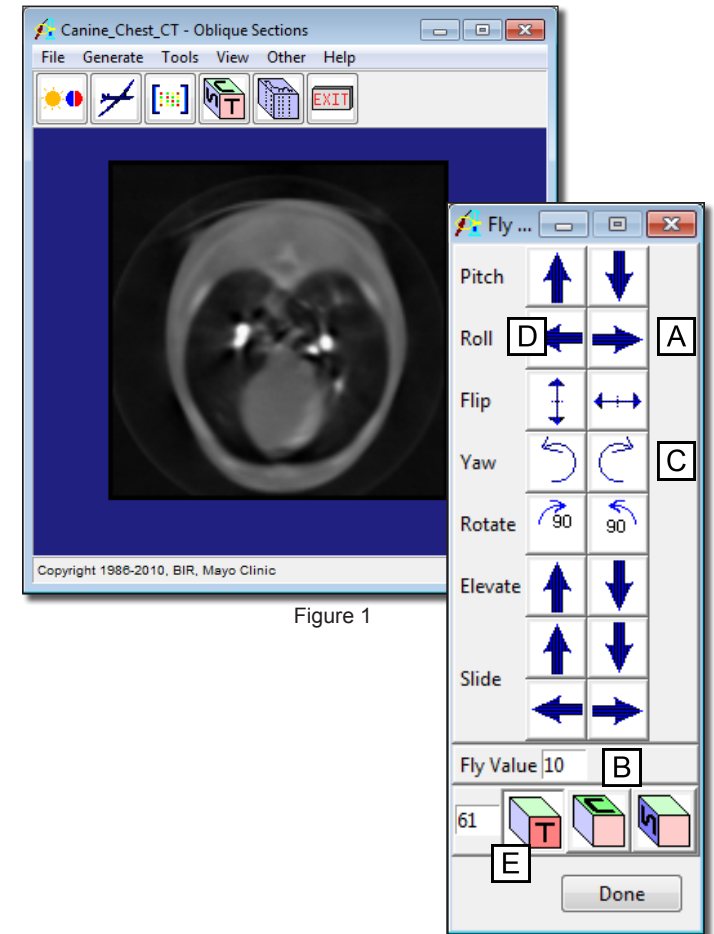 Canine_Chest_CT - Oblique Sections
File Generate Tools View Other Help
S C T
EXIT
Copyright 1986-2010, BIR, Mayo Clinic
Figure 1
Fly ...
Pitch
Roll D A
Flip
Yaw C
Rotate 90 90
Elevate
Slide
Fly Value 10 B
61 T C S
E
Done